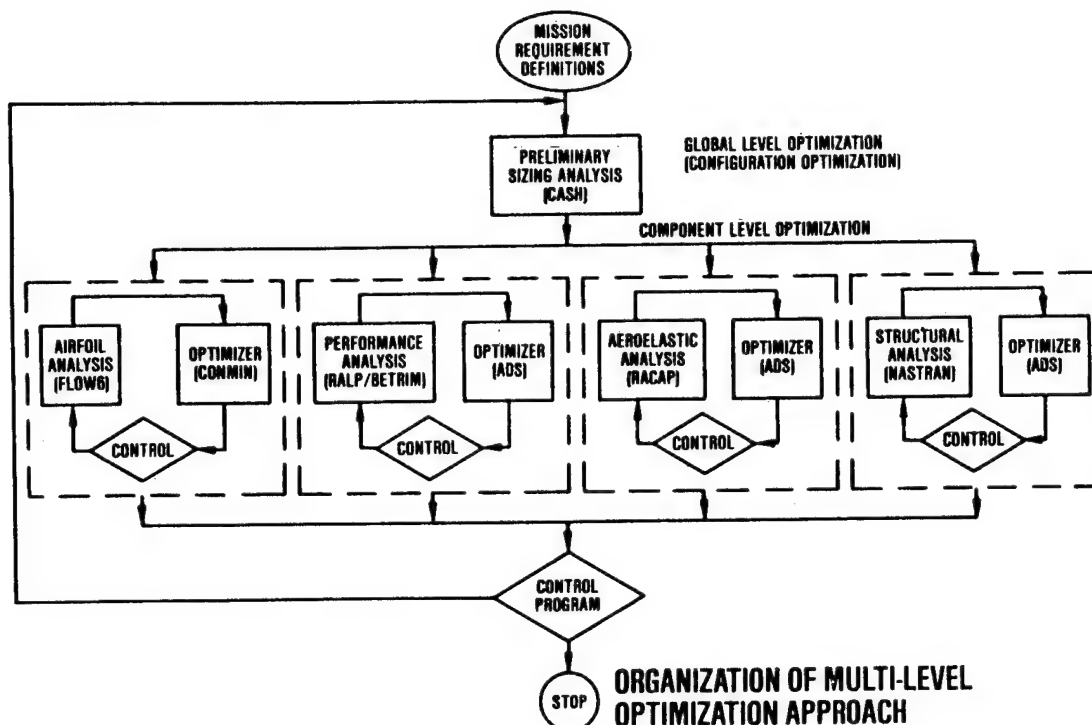 MISSION
REQUIREMENT
DEFINITIONS
PRELIMINARY
SIZING ANALYSIS
(CASH)
GLOBAL LEVEL OPTIMIZATION
(CONFIGURATION OPTIMIZATION)
COMPONENT LEVEL OPTIMIZATION
AIRFOIL
ANALYSIS
(FLOW6)
OPTIMIZER
(CONMIN)
CONTROL
PERFORMANCE
ANALYSIS
(RALP/BETRIM)
OPTIMIZER
(ADS)
CONTROL
AEROELASTIC
ANALYSIS
(RACAP)
OPTIMIZER
(ADS)
CONTROL
STRUCTURAL
ANALYSIS
(NASTRAN)
OPTIMIZER
(ADS)
CONTROL
CONTROL
PROGRAM
STOP
ORGANIZATION OF MULTI-LEVEL
OPTIMIZATION APPROACH